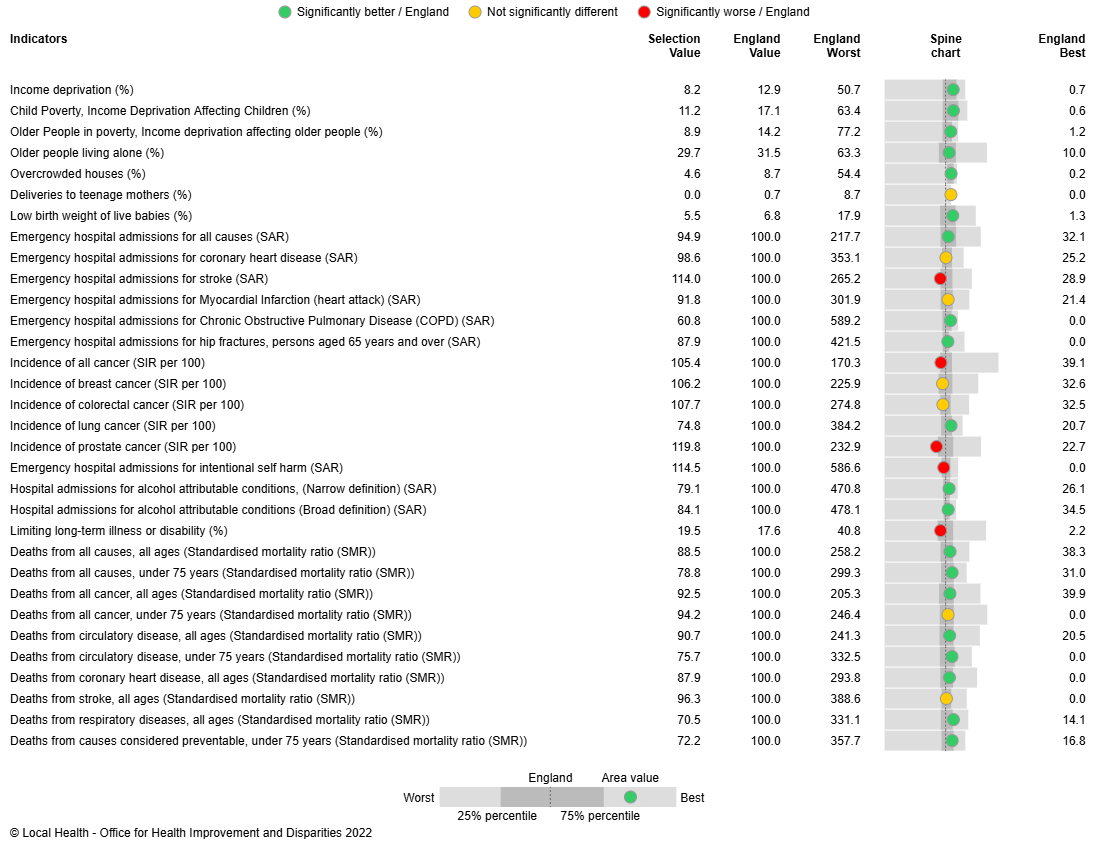 Significantly better / England Not significantly different Significantly worse / England
Indicators Selection Value England Value England Worst Spine chart England Best
Income deprivation (%) 8.2 12.9 50.7 0.7
Child Poverty, Income Deprivation Affecting Children (%) 11.2 17.1 63.4 0.6
Older People in poverty, Income deprivation affecting older people (%) 8.9 14.2 77.2 1.2
Older people living alone (%) 29.7 31.5 63.3 10.0
Overcrowded houses (%) 4.6 8.7 54.4 0.2
Deliveries to teenage mothers (%) 0.0 0.7 8.7 0.0
Low birth weight of live babies (%) 5.5 6.8 17.9 1.3
Emergency hospital admissions for all causes (SAR) 94.9 100.0 217.7 32.1
Emergency hospital admissions for coronary heart disease (SAR) 98.6 100.0 353.1 25.2
Emergency hospital admissions for stroke (SAR) 114.0 100.0 265.2 28.9
Emergency hospital admissions for Myocardial Infarction (heart attack) (SAR) 91.8 100.0 301.9 21.4
Emergency hospital admissions for Chronic Obstructive Pulmonary Disease (COPD) (SAR) 60.8 100.0 589.2 0.0
Emergency hospital admissions for hip fractures, persons aged 65 years and over (SAR) 87.9 100.0 421.5 0.0
Incidence of all cancer (SIR per 100) 105.4 100.0 170.3 39.1
Incidence of breast cancer (SIR per 100) 106.2 100.0 225.9 32.6
Incidence of colorectal cancer (SIR per 100) 107.7 100.0 274.8 32.5
Incidence of lung cancer (SIR per 100) 74.8 100.0 384.2 20.7
Incidence of prostate cancer (SIR per 100) 119.8 100.0 232.9 22.7
Emergency hospital admissions for intentional self harm (SAR) 114.5 100.0 586.6 0.0
Hospital admissions for alcohol attributable conditions, (Narrow definition) (SAR) 79.1 100.0 470.8 26.1
Hospital admissions for alcohol attributable conditions (Broad definition) (SAR) 84.1 100.0 478.1 34.5
Limiting long-term illness or disability (%) 19.5 17.6 40.8 2.2
Deaths from all causes, all ages (Standardised mortality ratio (SMR)) 88.5 100.0 258.2 38.3
Deaths from all causes, under 75 years (Standardised mortality ratio (SMR)) 78.8 100.0 299.3 31.0
Deaths from all cancer, all ages (Standardised mortality ratio (SMR)) 92.5 100.0 205.3 39.9
Deaths from all cancer, under 75 years (Standardised mortality ratio (SMR)) 94.2 100.0 246.4 0.0
Deaths from circulatory disease, all ages (Standardised mortality ratio (SMR)) 90.7 100.0 241.3 20.5
Deaths from circulatory disease, under 75 years (Standardised mortality ratio (SMR)) 75.7 100.0 332.5 0.0
Deaths from coronary heart disease, all ages (Standardised mortality ratio (SMR)) 87.9 100.0 293.8 0.0
Deaths from stroke, all ages (Standardised mortality ratio (SMR)) 96.3 100.0 388.6 0.0
Deaths from respiratory diseases, all ages (Standardised mortality ratio (SMR)) 70.5 100.0 331.1 14.1
Deaths from causes considered preventable, under 75 years (Standardised mortality ratio (SMR)) 72.2 100.0 357.7 16.8
England Area value
Worst Best
25% percentile 75% percentile
© Local Health - Office for Health Improvement and Disparities 2022